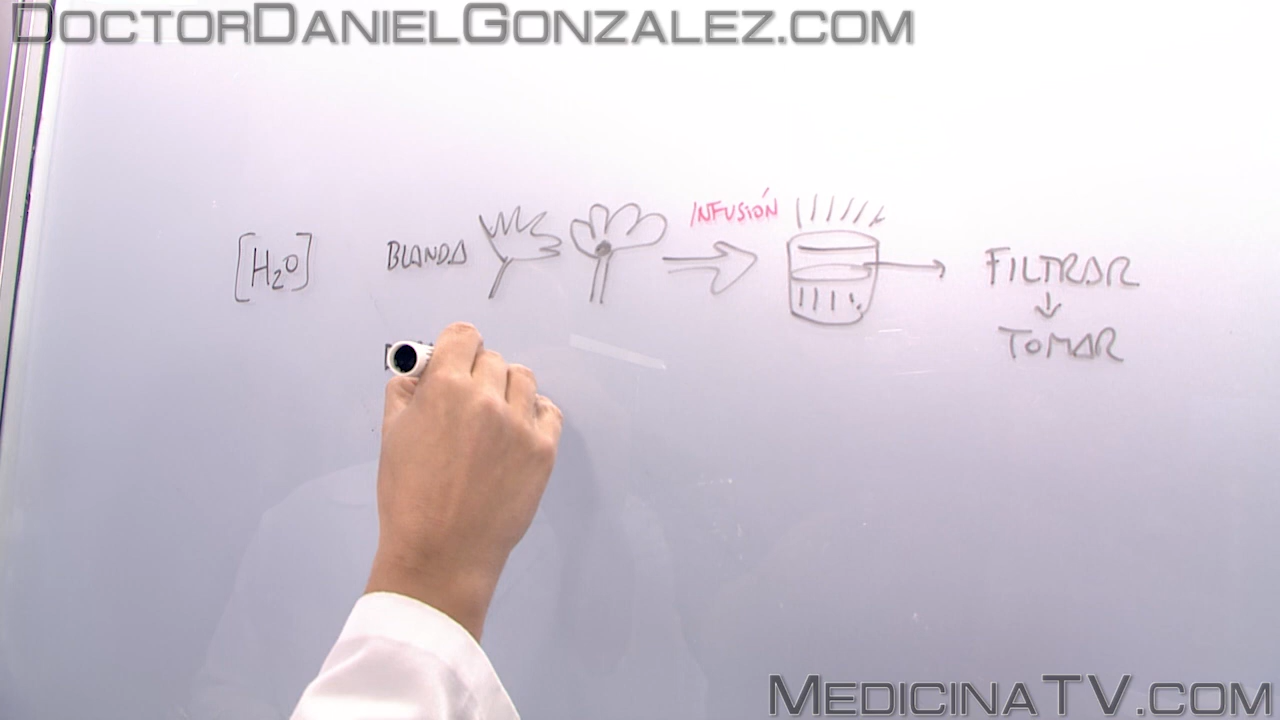 DOCTORDANIELGONZALEZ.COM
[H₂O] BLANDA INFUSIÓN FILTRAR
TOMAR
MEDICINATV.COM